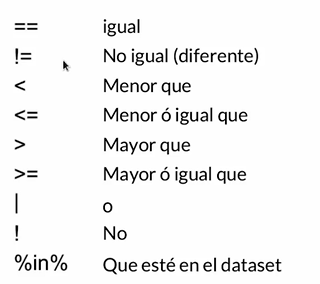 == igual
!= No igual (diferente)
< Menor que
<= Menor ó igual que
> Mayor que
>= Mayor ó igual que
| o
! No
%in% Que esté en el dataset